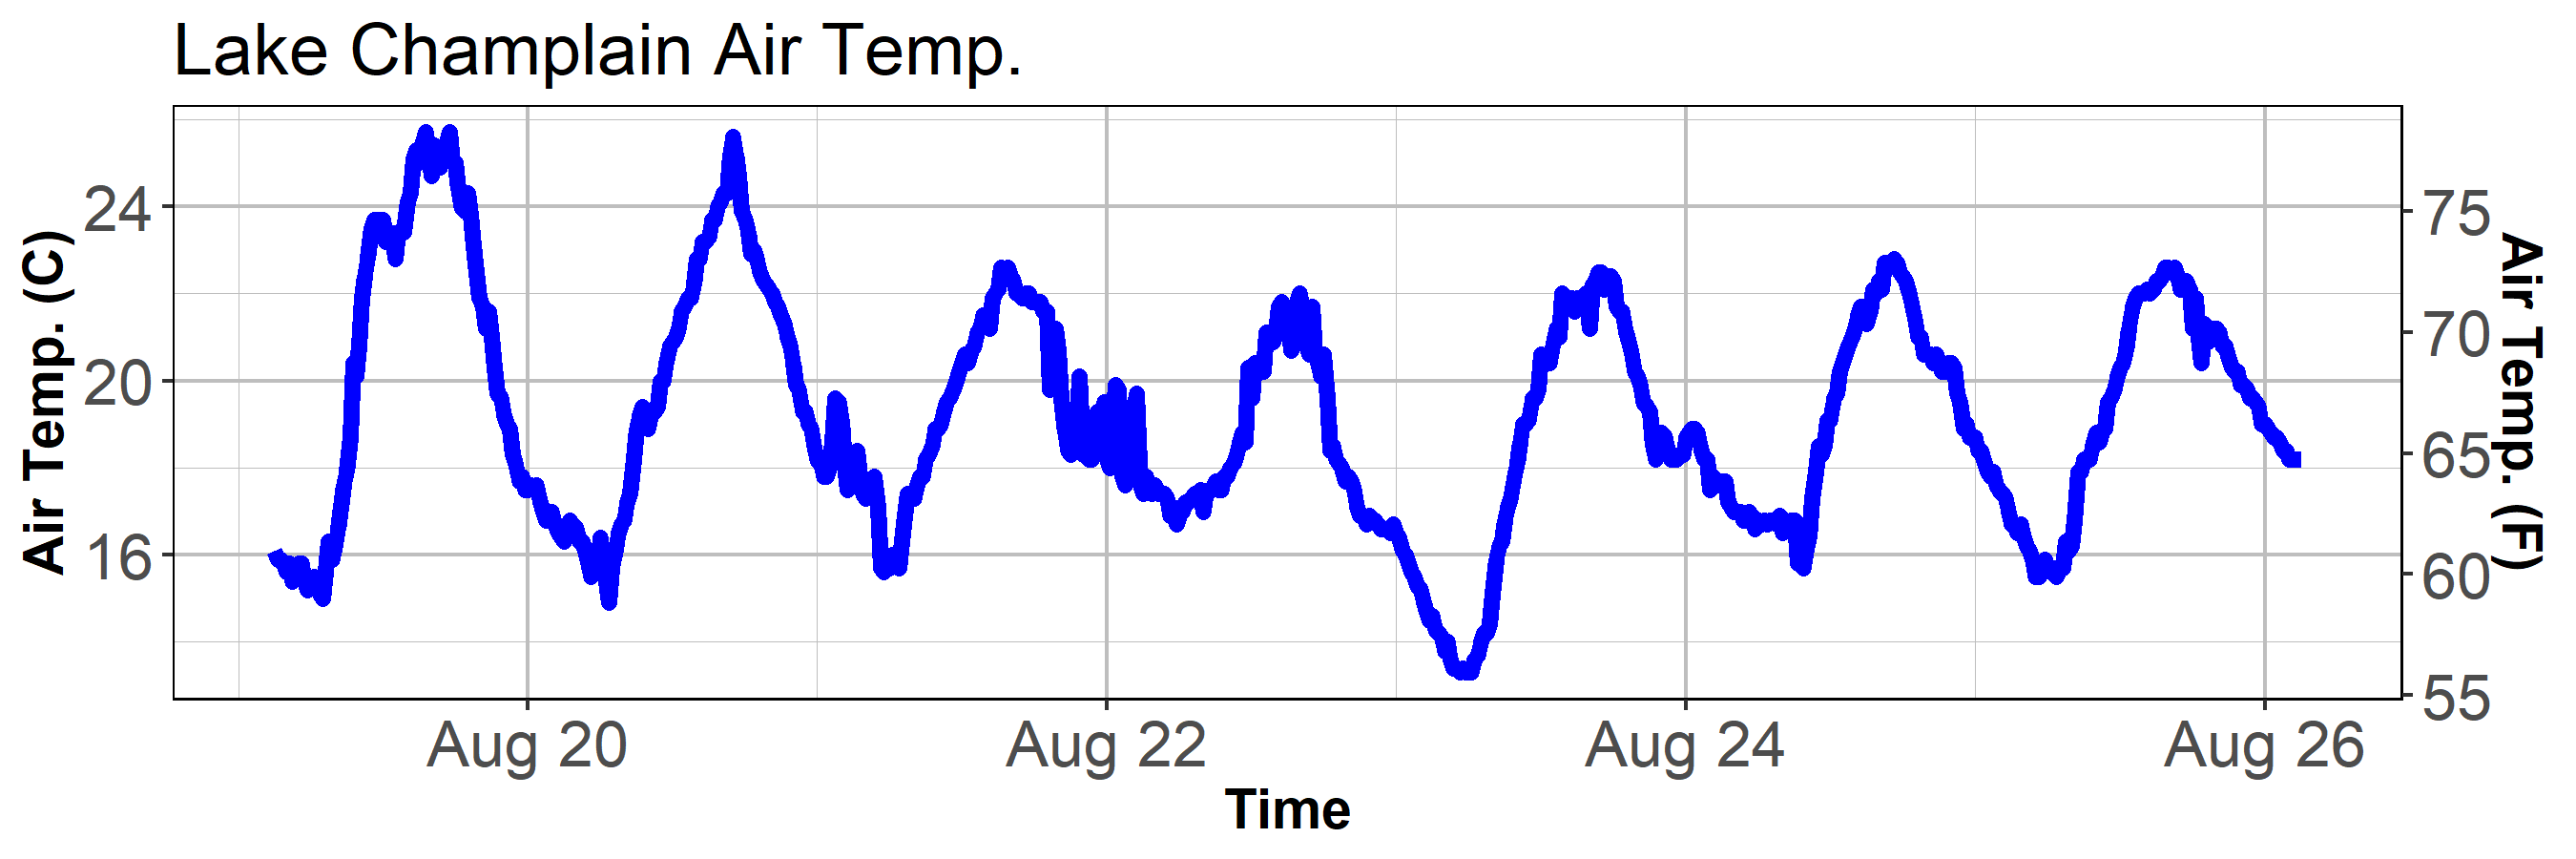 Lake Champlain Air Temp.
Air Temp. (C)
24
20
16
75
70
65
60
55
Air Temp. (F)
Aug 20
Aug 22
Aug 24
Aug 26
Time